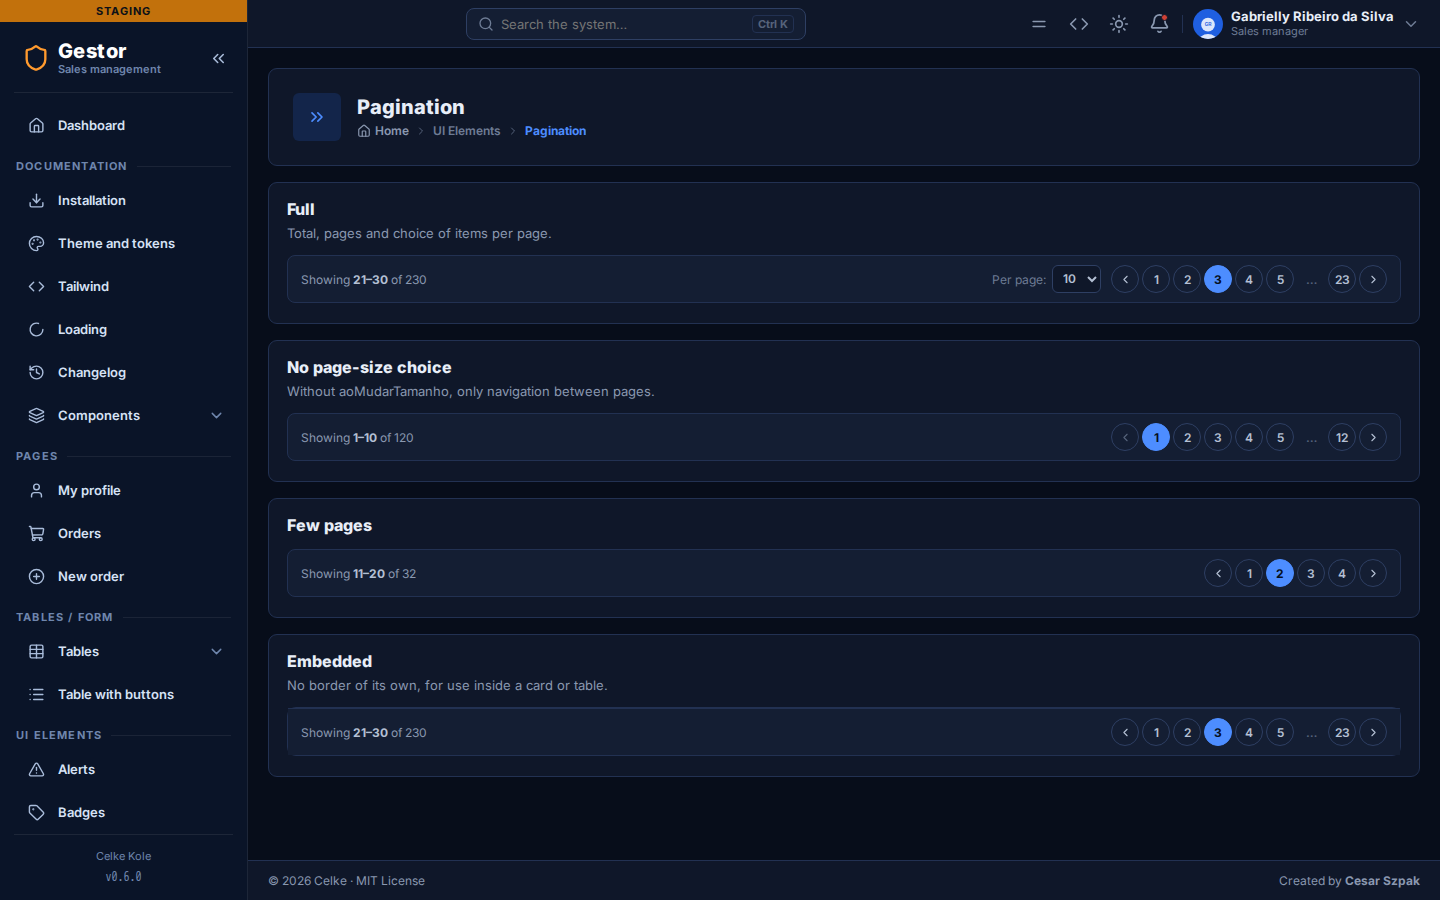 STAGING
Gestor
Sales management
Dashboard
DOCUMENTATION
Installation
Theme and tokens
Tailwind
Loading
Changelog
Components
PAGES
My profile
Orders
New order
TABLES / FORM
Tables
Table with buttons
UI ELEMENTS
Alerts
Badges
Celke Kole
v0.6.0
Search the system...
Ctrl K
GR
Gabrielly Ribeiro da Silva
Sales manager
Pagination
Home UI Elements Pagination
Full
Total, pages and choice of items per page.
Showing 21–30 of 230 Per page: 10 1 2 3 4 5 ... 23
No page-size choice
Without aoMudarTamanho, only navigation between pages.
Showing 1–10 of 120 1 2 3 4 5 ... 12
Few pages
Showing 11–20 of 32 1 2 3 4
Embedded
No border of its own, for use inside a card or table.
Showing 21–30 of 230 1 2 3 4 5 ... 23
© 2026 Celke · MIT License
Created by Cesar Szpak